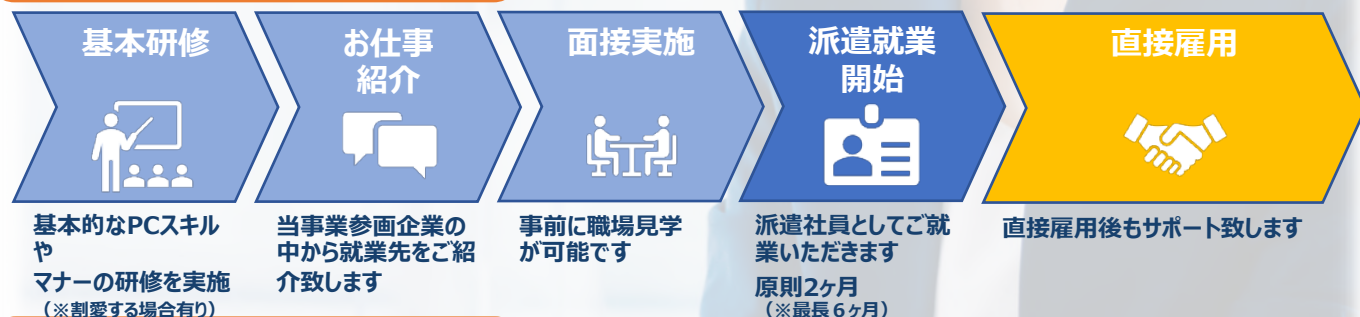 基本研修
基本的なPCスキル
や
マナーの研修を実施
（※割愛する場合有り）
お仕事
紹介
当事業参画企業の
中から就業先をご紹
介致します
面接実施
事前に職場見学
が可能です
派遣就業
開始
派遣社員としてご就
業いただきます
原則2ヶ月
（※最長６ヶ月）
直接雇用
直接雇用後もサポート致します